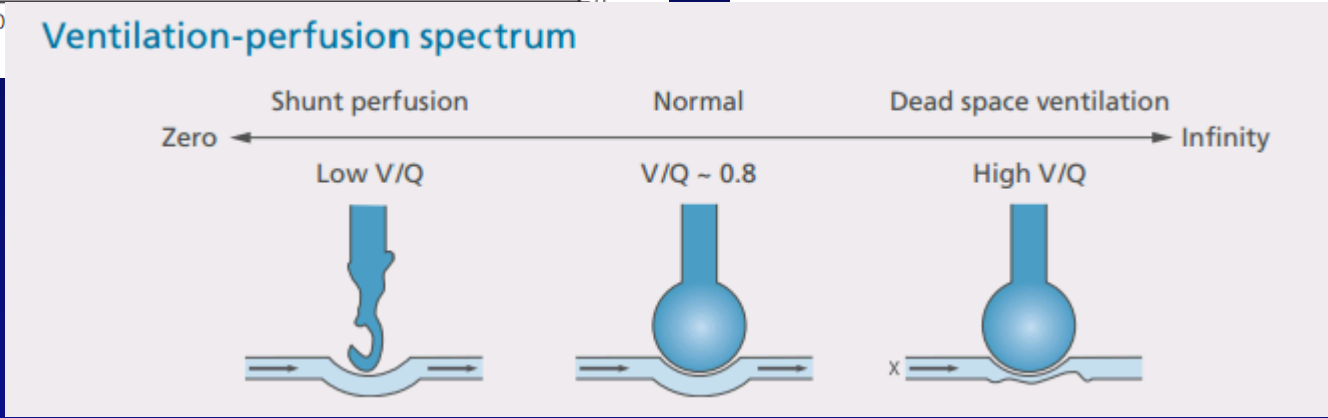 Ventilation-perfusion spectrum
Shunt perfusion Normal Dead space ventilation
Zero Infinity
Low V/Q V/Q ~ 0.8 High V/Q
X